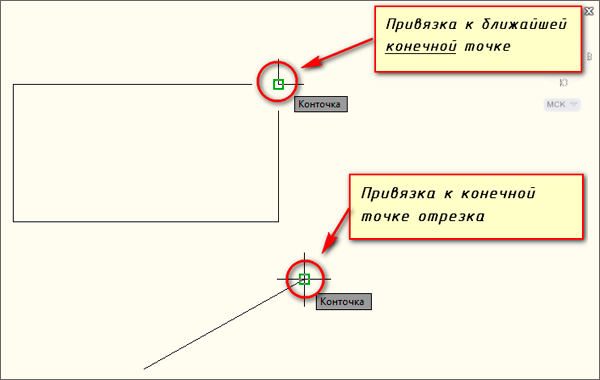 Привязка к ближайшей
конечной точке
В
Ю
МСК
Конточка
Привязка к конечной
точке отрезка
Конточка